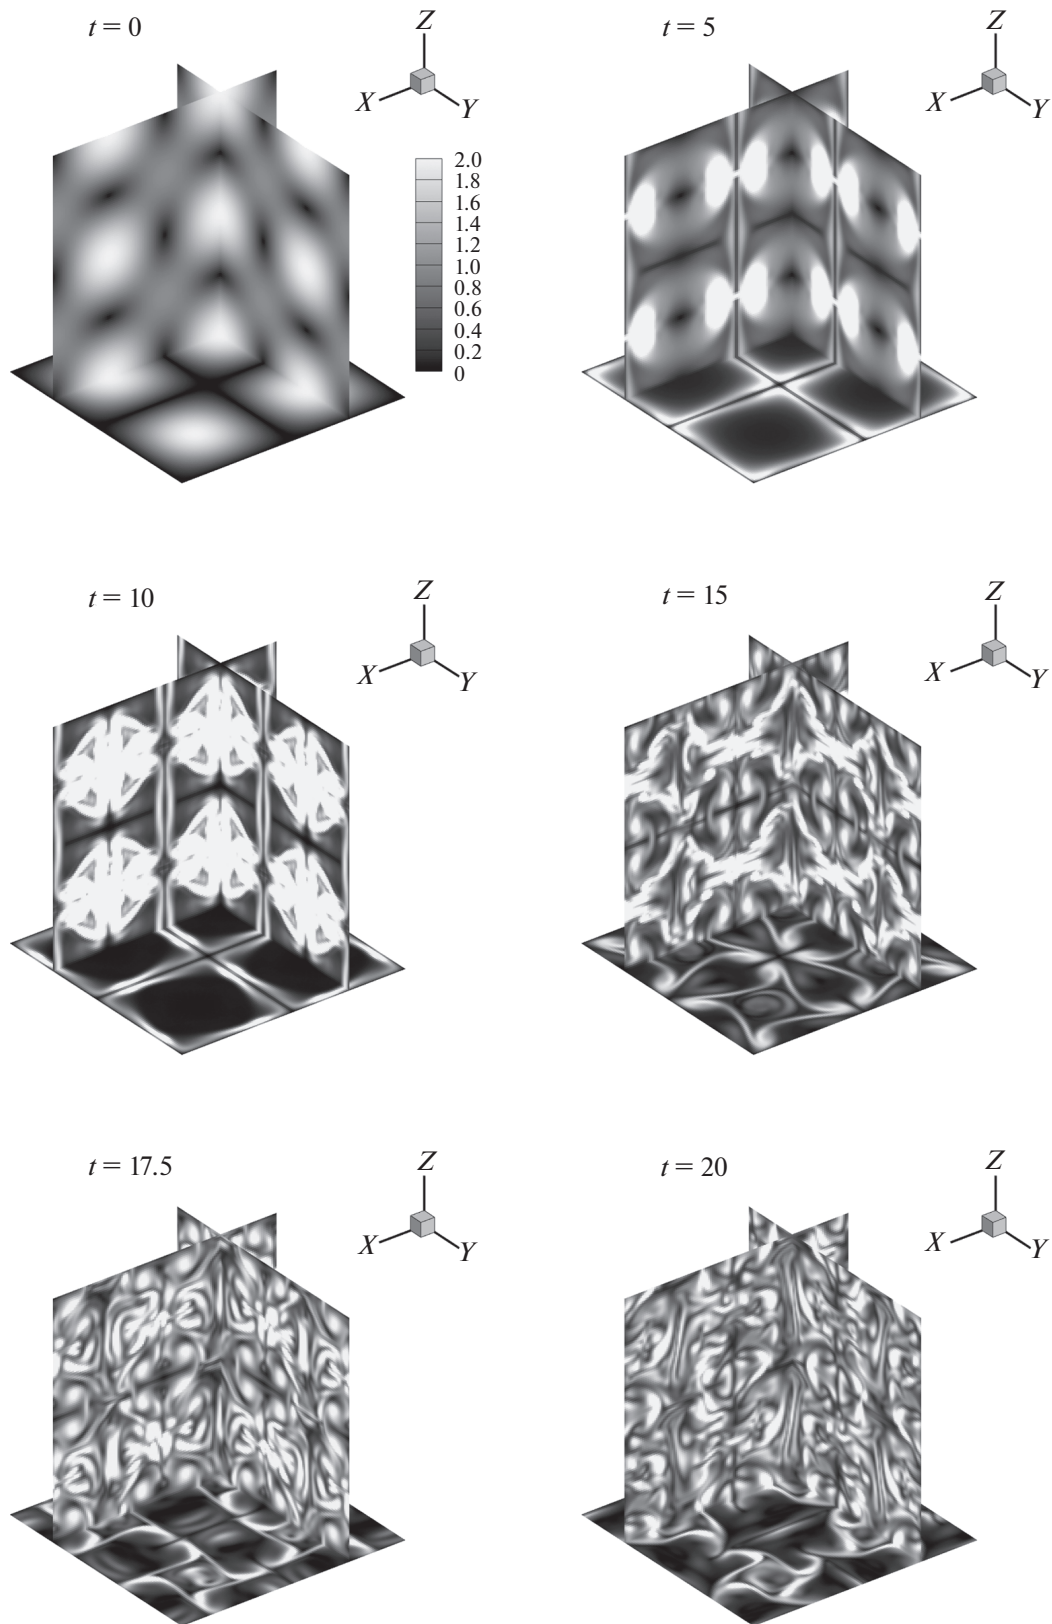 t = 0
Z
X
Y
2.0
1.8
1.6
1.4
1.2
1.0
0.8
0.6
0.4
0.2
0
t = 5
Z
X
Y
t = 10
Z
X
Y
t = 15
Z
X
Y
t = 17.5
Z
X
Y
t = 20
Z
X
Y